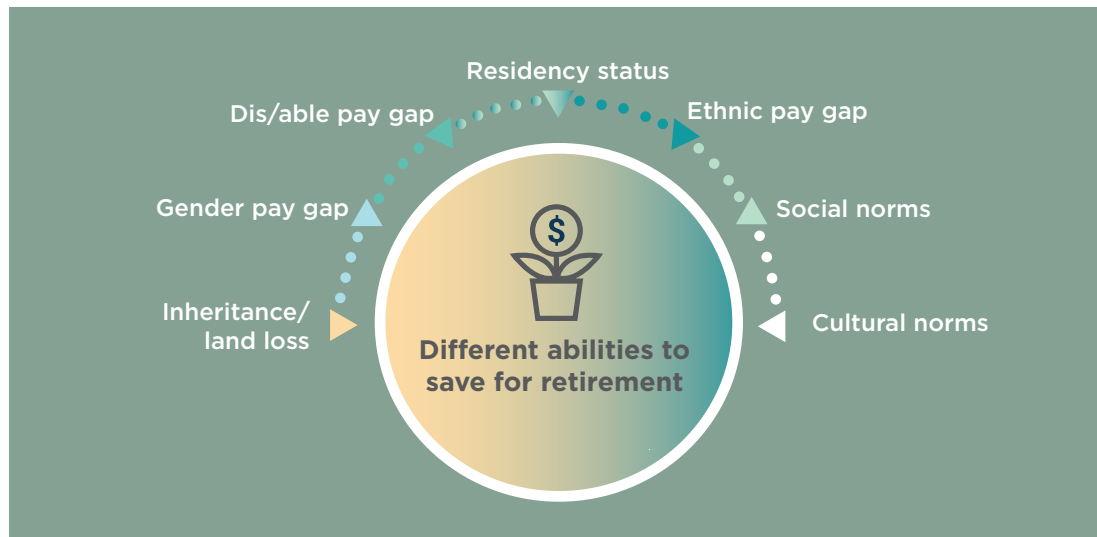 Residency status
Dis/able pay gap
Ethnic pay gap
Gender pay gap
Social norms
Inheritance/
land loss
Cultural norms
$
Different abilities to
save for retirement